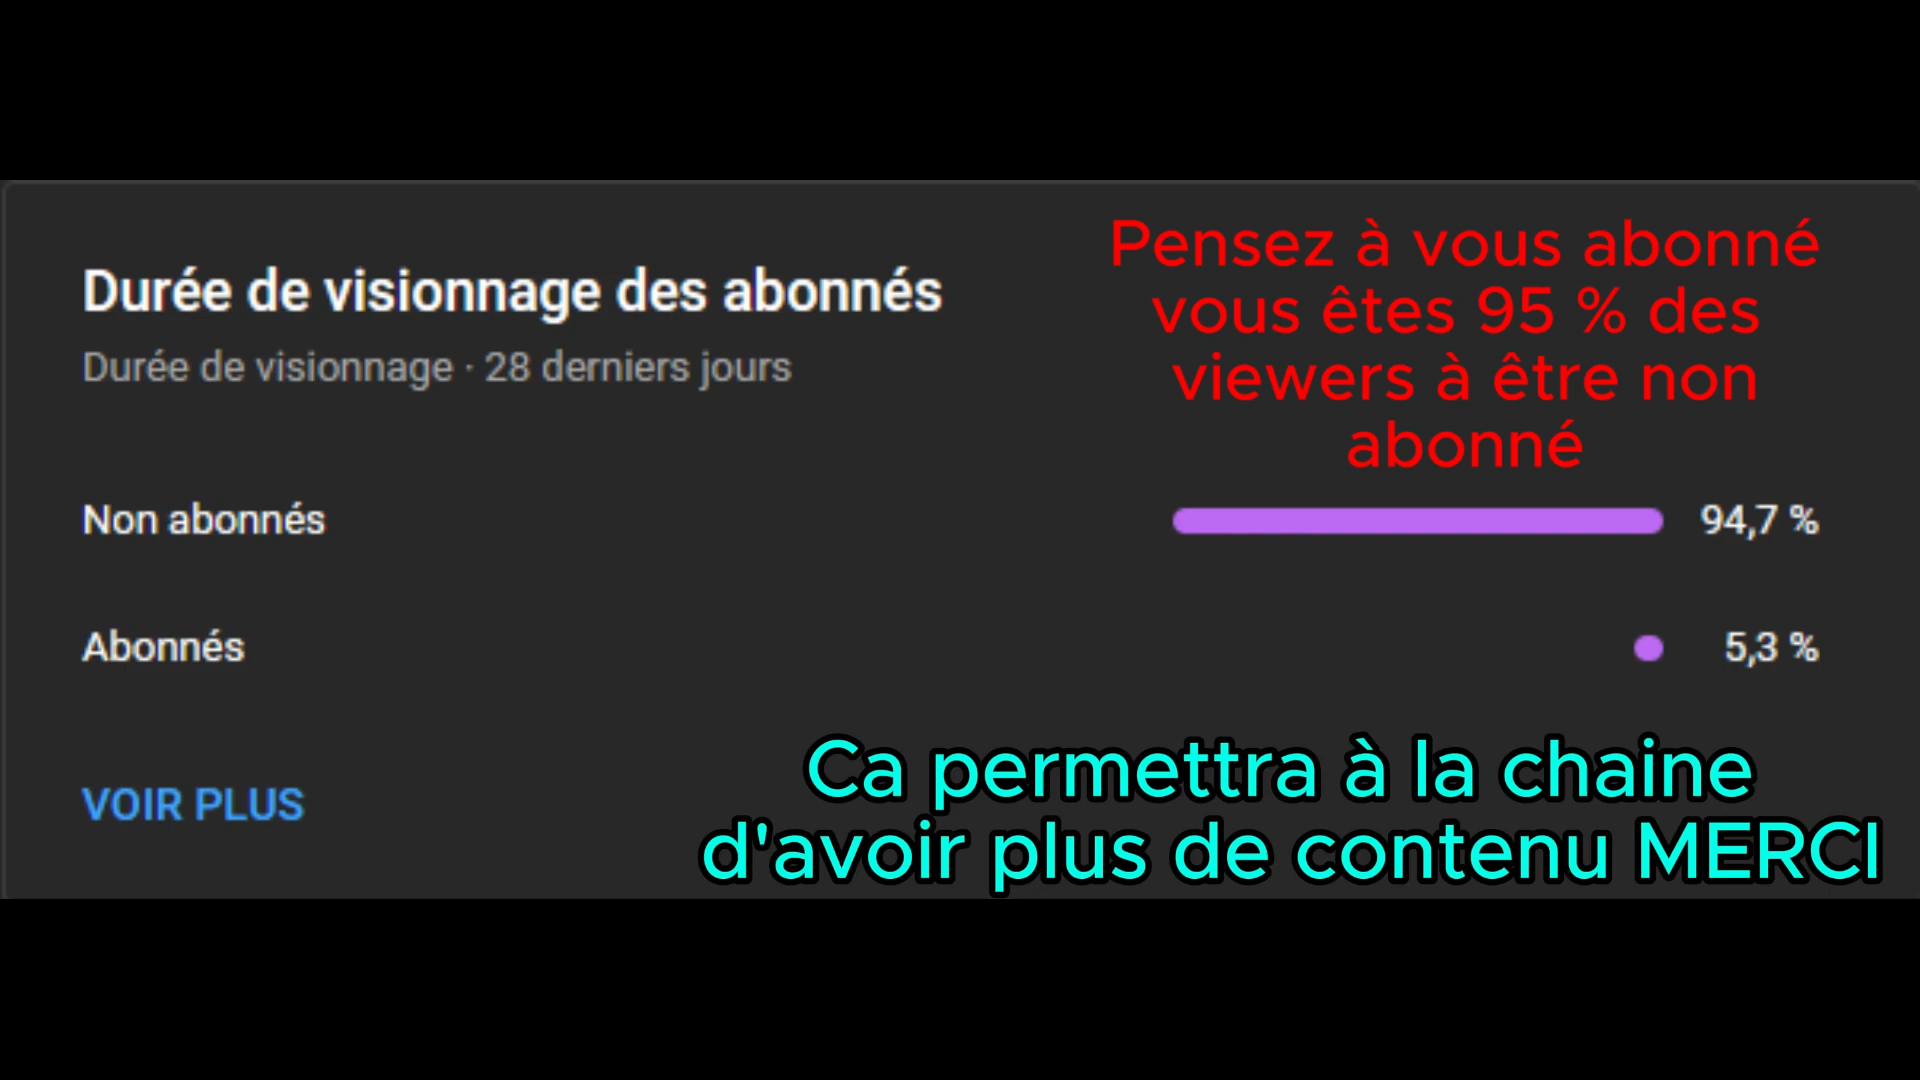 Pensez à vous abonné
vous êtes 95 % des
viewers à être non
abonné
Durée de visionnage des abonnés
Durée de visionnage · 28 derniers jours
Non abonnés
94,7 %
Abonnés
5,3 %
VOIR PLUS
Ca permettra à la chaine
d'avoir plus de contenu MERCI